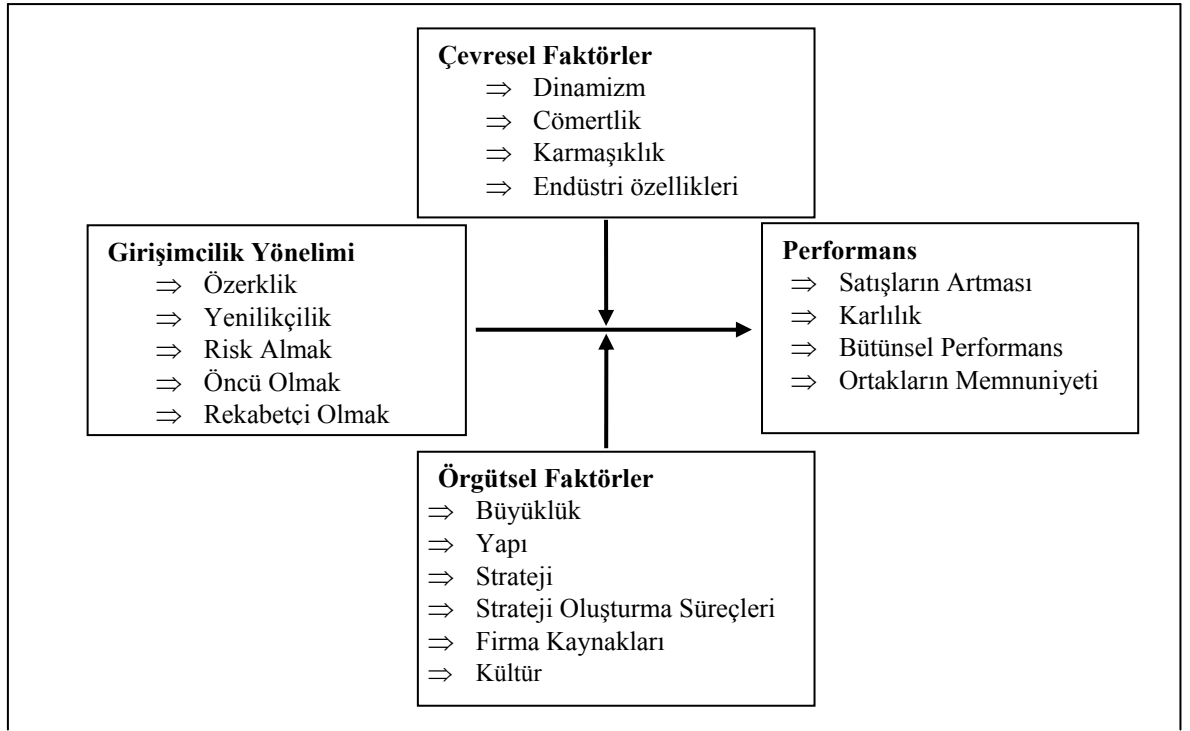 Çevresel Faktörler
⇒ Dinamizm
⇒ Cömertlik
⇒ Karmaşıklık
⇒ Endüstri özellikleri
Girişimcilik Yönelimi
⇒ Özerklik
⇒ Yenilikçilik
⇒ Risk Almak
⇒ Öncü Olmak
⇒ Rekabetçi Olmak
Performans
⇒ Satışların Artması
⇒ Karlılık
⇒ Bütünsel Performans
⇒ Ortakların Memnuniyeti
Örgütsel Faktörler
⇒ Büyüklük
⇒ Yapı
⇒ Strateji
⇒ Strateji Oluşturma Süreçleri
⇒ Firma Kaynakları
⇒ Kültür